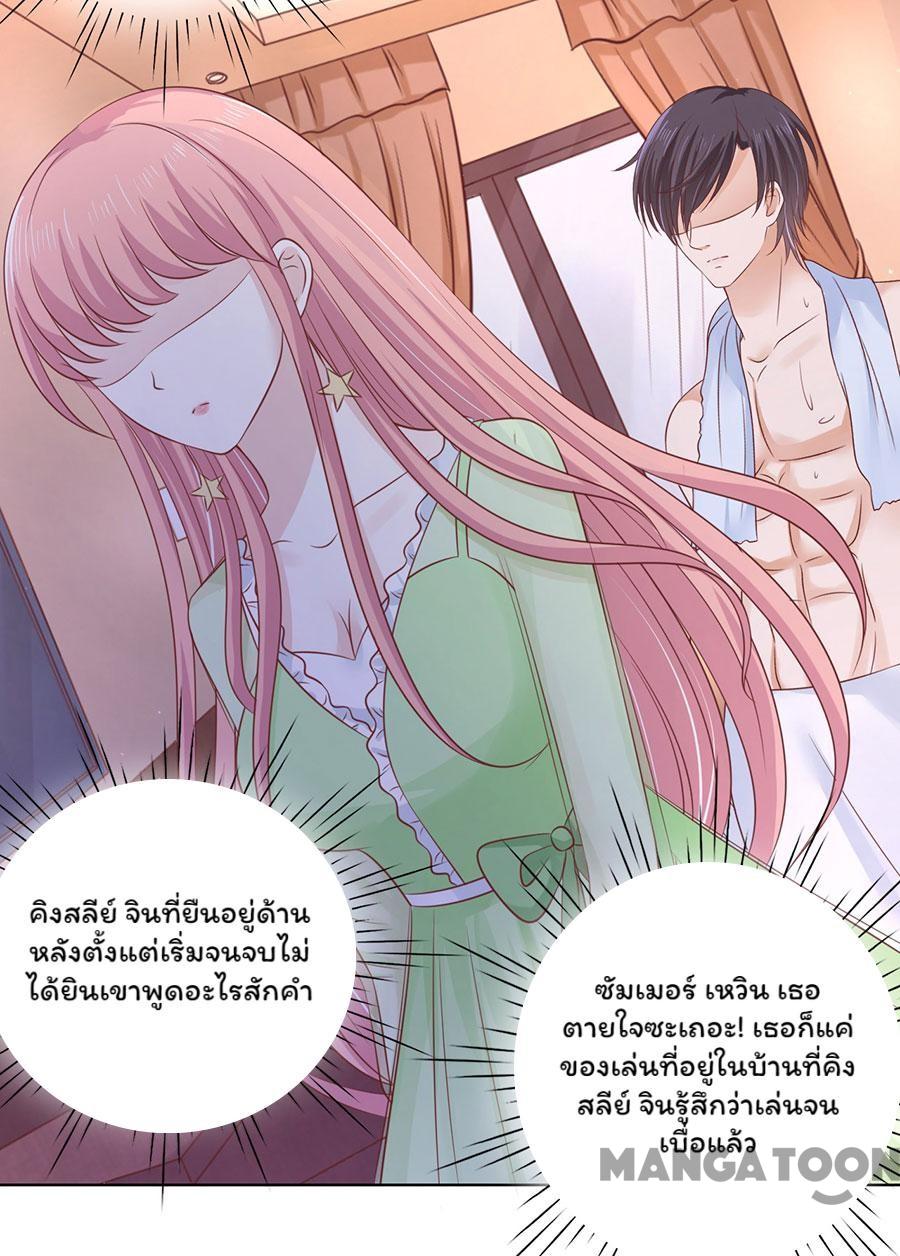 คิงสลีย์ จินที่ยืนอยู่ด้าน
หลังตั้งแต่เริ่มจนจบไม่
ได้ยินเขาพูดอะไรสักคำ
ซัมเมอร์ เหวิน เธอ
ตายใจซะเถอะ! เธอก็แค่
ของเล่นที่อยู่ในบ้านที่คิง
สลีย์ จินรู้สึกว่าเล่นจน
เบื่อแล้ว
MANGA TOON